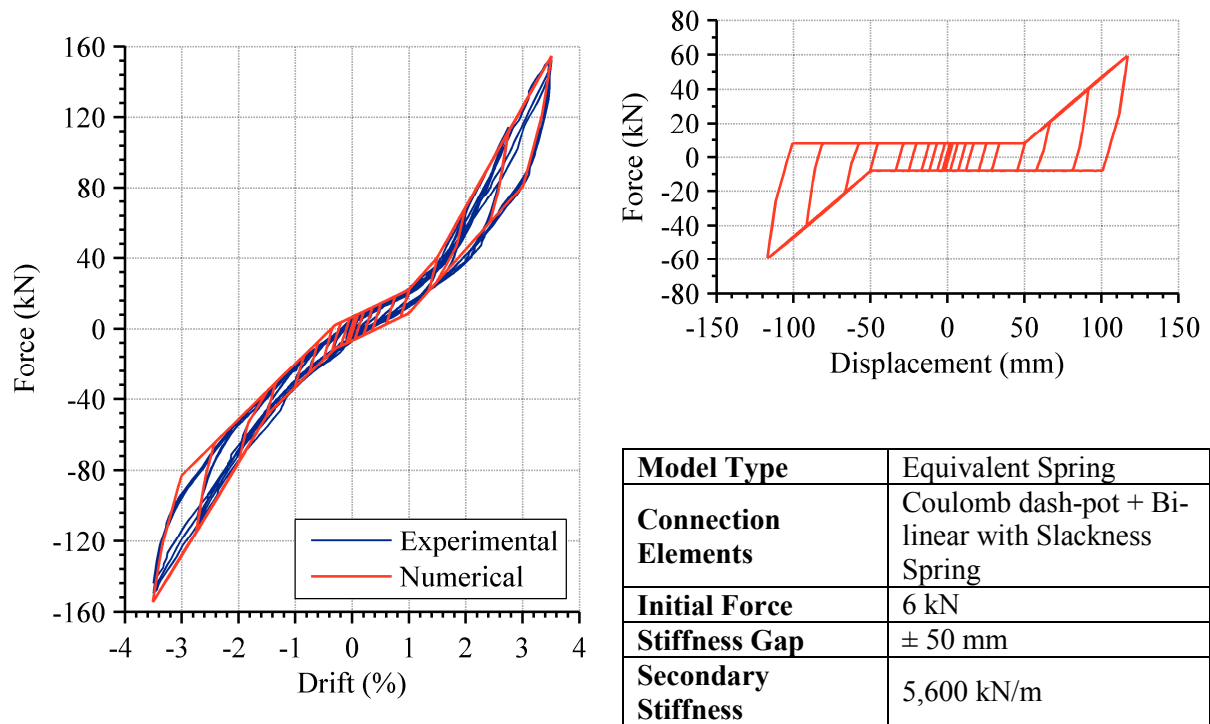 160
120
80
40
0
-40
-80
-120
-160
Force (kN)
-4 -3 -2 -1 0 1 2 3 4
Drift (%)
Experimental
Numerical
80
60
40
20
0
-20
-40
-60
-80
Force (kN)
-150 -100 -50 0 50 100 150
Displacement (mm)
Model Type Equivalent Spring
Connection Elements Coulomb dash-pot + Bi-
linear with Slackness
Spring
Initial Force 6 kN
Stiffness Gap ± 50 mm
Secondary
Stiffness 5,600 kN/m